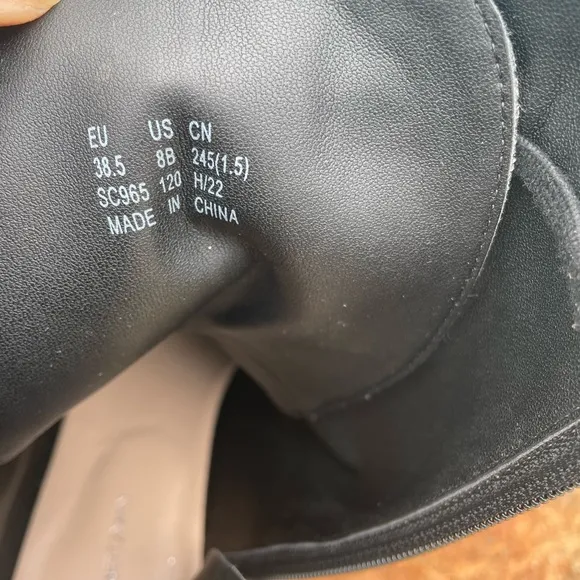 EU US CN
38.5 8B 245(1.5)
SC965 120 H/22
MADE IN CHINA